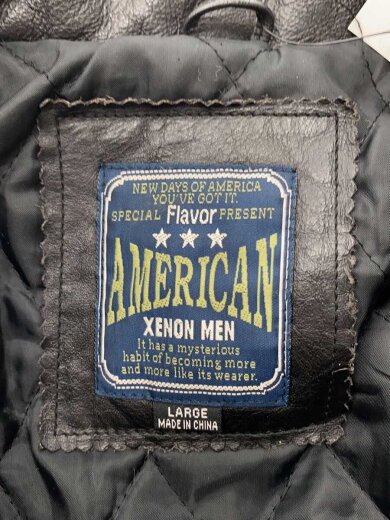 NEW DAYS OF AMERICA
YOU'VE GOT IT.
SPECIAL Flavor PRESENT
AMERICAN
XENON MEN
It has a mysterious
habit of becoming more
and more like its wearer.
LARGE
MADE IN CHINA